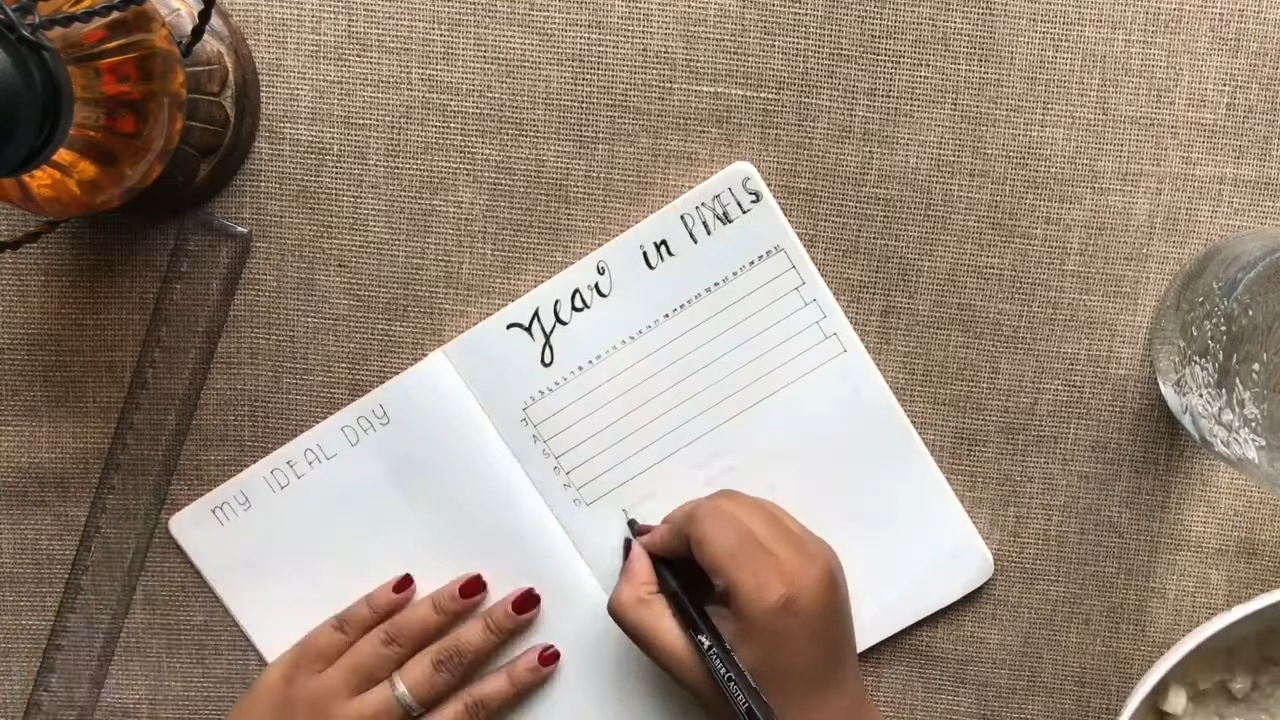 MY IDEAL DAY
Year in PIXELS
J
A
S
O
N
D
FABER-CASTELL